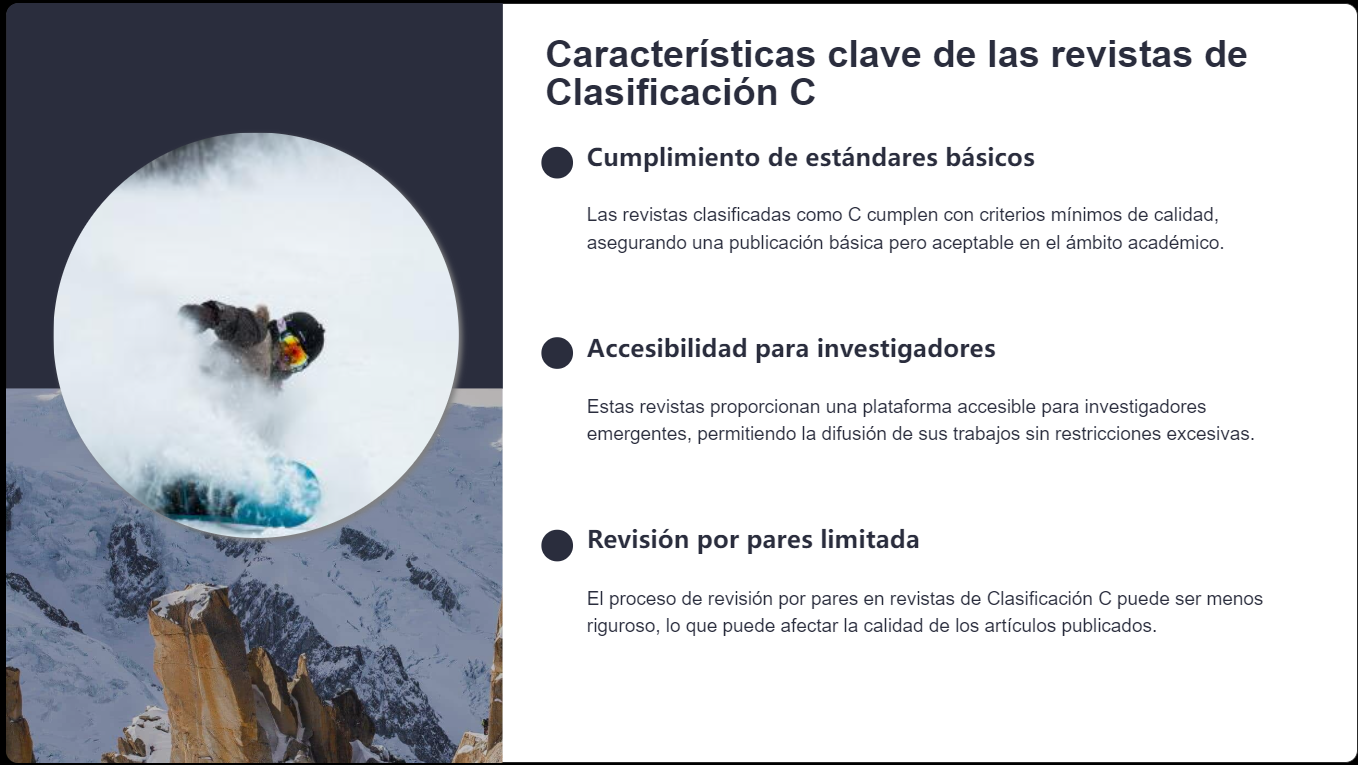 Características clave de las revistas de
Clasificación C
Cumplimiento de estándares básicos
Las revistas clasificadas como C cumplen con criterios mínimos de calidad,
asegurando una publicación básica pero aceptable en el ámbito académico.
Accesibilidad para investigadores
Estas revistas proporcionan una plataforma accesible para investigadores
emergentes, permitiendo la difusión de sus trabajos sin restricciones excesivas.
Revisión por pares limitada
El proceso de revisión por pares en revistas de Clasificación C puede ser menos
riguroso, lo que puede afectar la calidad de los artículos publicados.